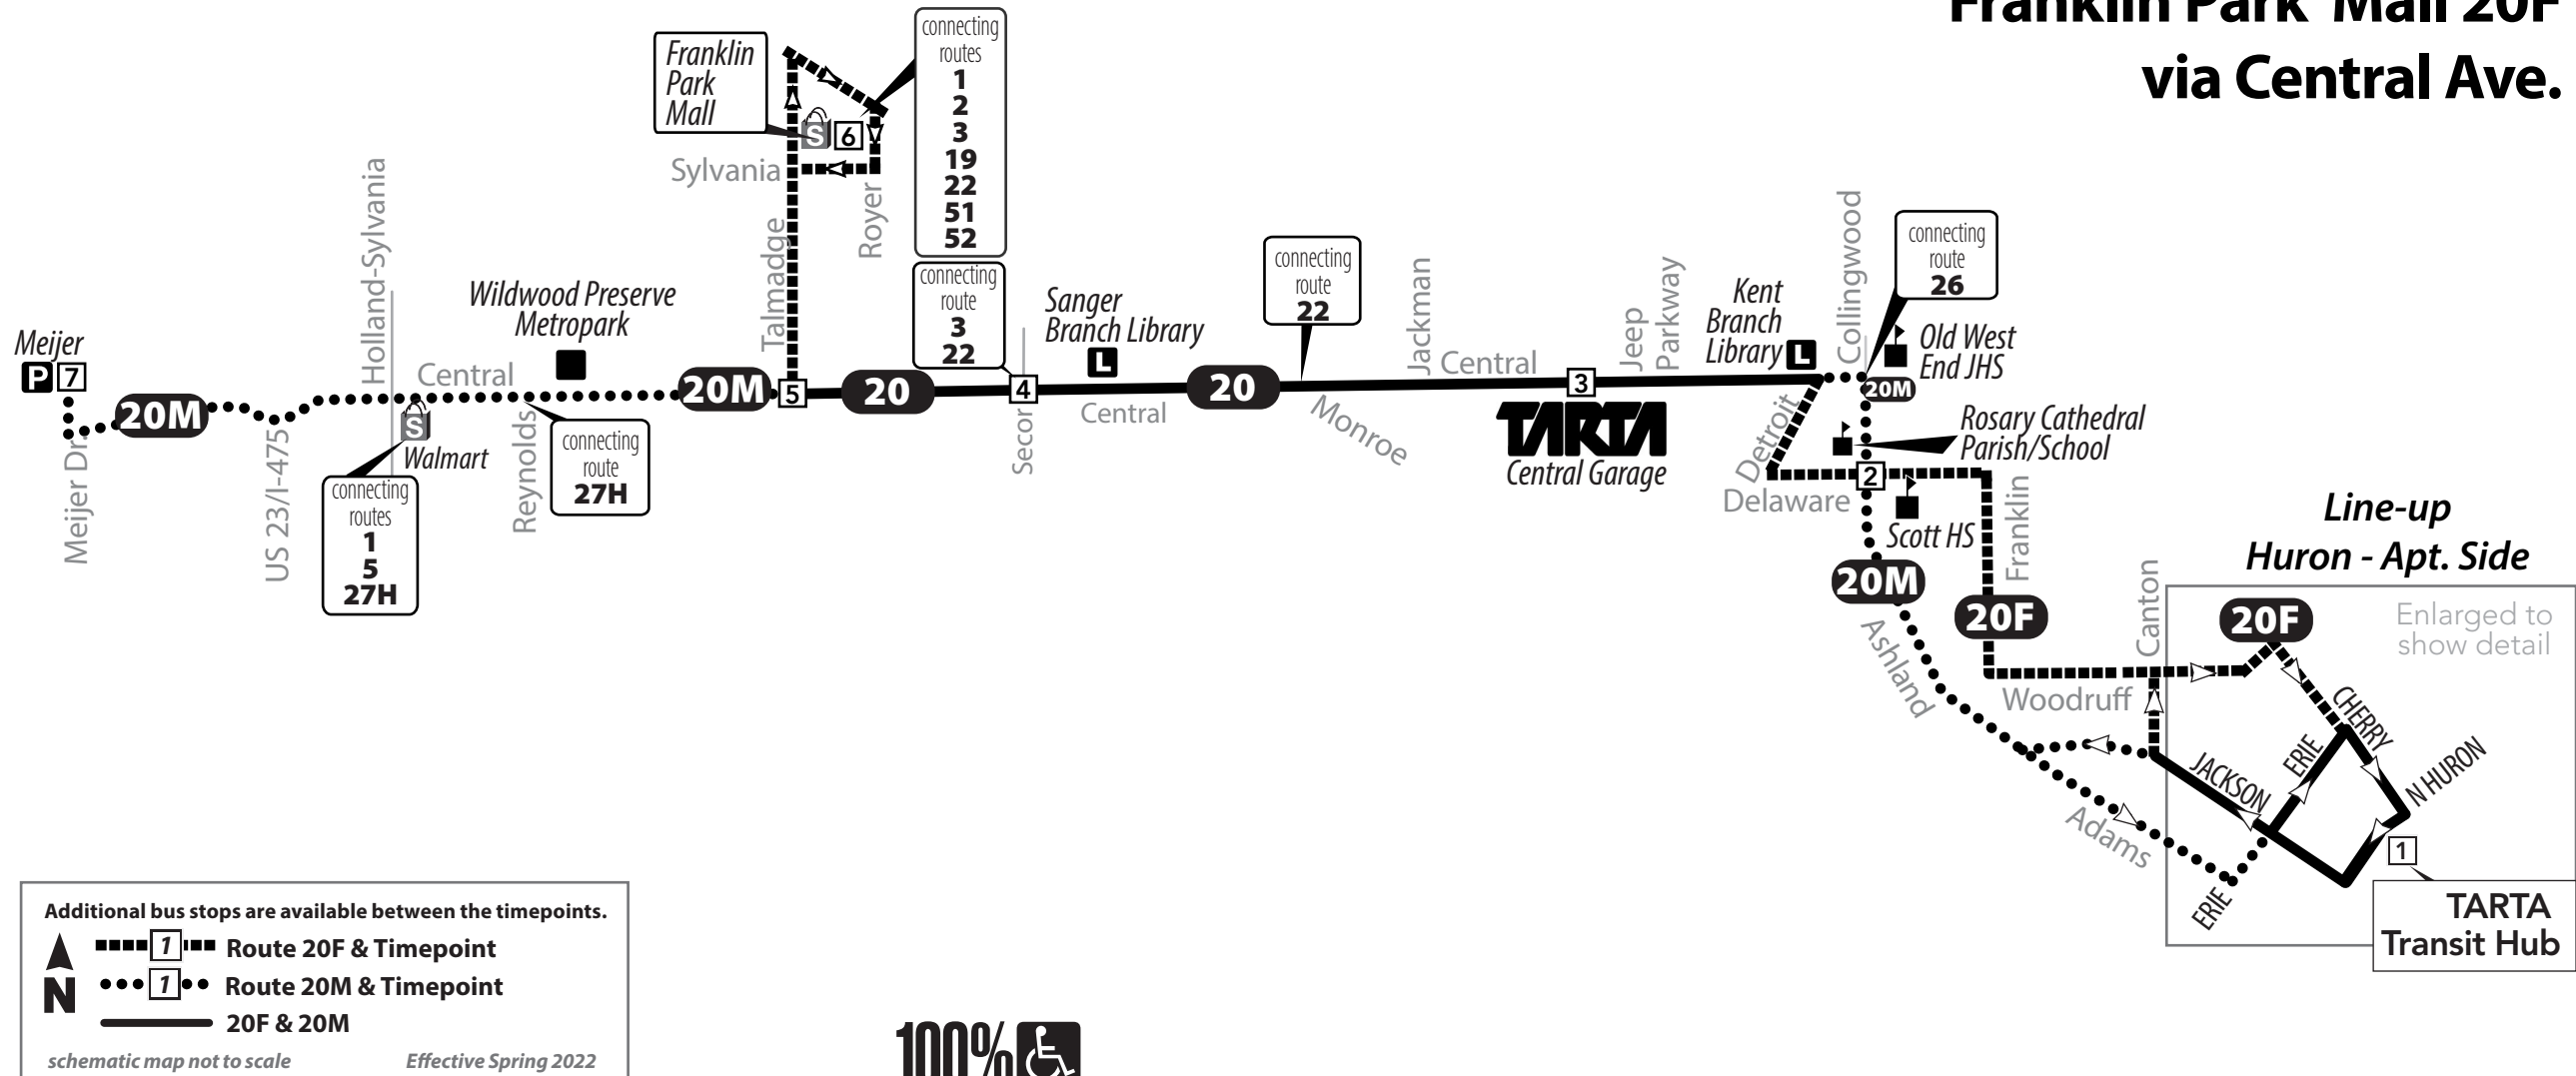 Franklin Park Mall 20F
via Central Ave.
Franklin
Park
Mall
S
6
connecting
routes
1
2
3
19
22
51
52
Sylvania
Royer
Talmadge
Holland-Sylvania
Meijer
P
7
20M
Meijer Dr.
US 23/I-475
Wildwood Preserve
Metropark
Central
S
Walmart
connecting
routes
1
5
27H
Reynolds
connecting
route
27H
20M
5
20
connecting
route
3
22
4
Secor
Sanger
Branch Library
L
Central
20
connecting
route
22
Monroe
Jackman
Central
3
TARTA
Central Garage
Jeep
Parkway
Kent
Branch
Library
L
Collingwood
connecting
route
26
Old West
End JHS
20M
Rosary Cathedral
Parish/School
Detroit
Delaware
2
Scott HS
Franklin
20M
20F
Ashland
Woodruff
Canton
Adams
Line-up
Huron - Apt. Side
Enlarged to
show detail
20F
CHERRY
ERIE
JACKSON
N HURON
1
ERIE
TARTA
Transit Hub
Additional bus stops are available between the timepoints.
1 Route 20F & Timepoint
N
1 Route 20M & Timepoint
20F & 20M
schematic map not to scale Effective Spring 2022
100%